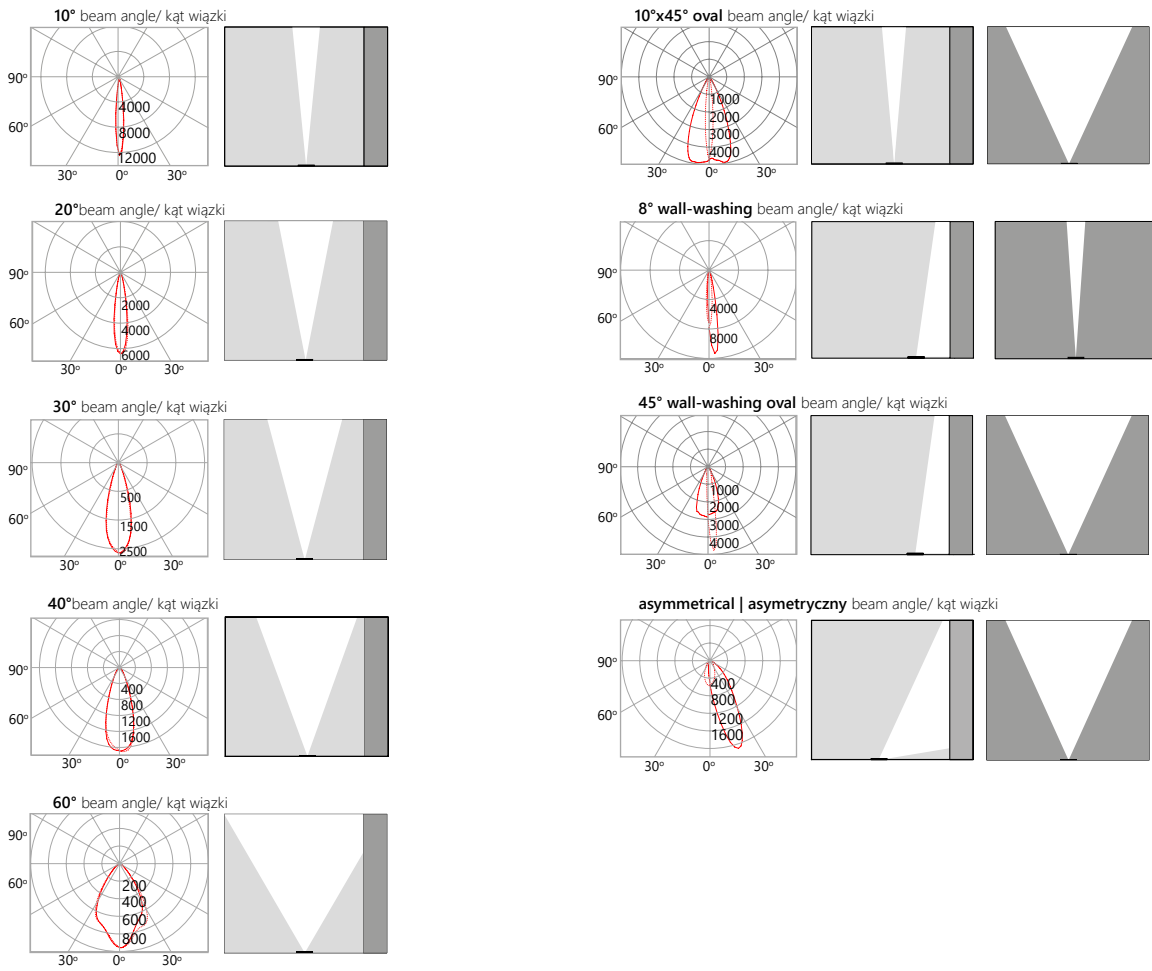 10° beam angle/ kąt wiązki
90°
60°
4000
8000
12000
30° 0° 30°
20°beam angle/ kąt wiązki
90°
60°
2000
4000
6000
30° 0° 30°
30° beam angle/ kąt wiązki
90°
60°
500
1500
2500
30° 0° 30°
40°beam angle/ kąt wiązki
90°
60°
400
800
1200
1600
30° 0° 30°
60° beam angle/ kąt wiązki
90°
60°
200
400
600
800
30° 0° 30°
10°x45° oval beam angle/ kąt wiązki
90°
60°
1000
2000
3000
4000
30° 0° 30°
8° wall-washing beam angle/ kąt wiązki
90°
60°
4000
8000
30° 0° 30°
45° wall-washing oval beam angle/ kąt wiązki
90°
60°
1000
2000
3000
4000
30° 0° 30°
asymmetrical | asymetryczny beam angle/ kąt wiązki
90°
60°
400
800
1200
1600
30° 0° 30°